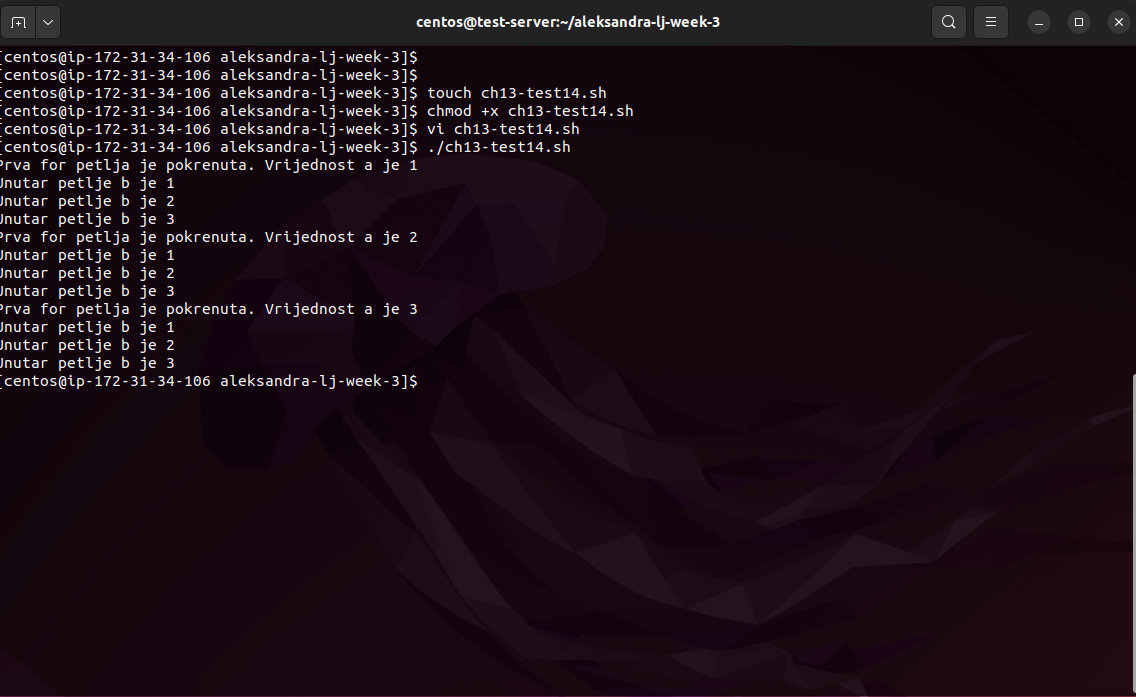 centos@test-server:~/aleksandra-lj-week-3
[centos@ip-172-31-34-106 aleksandra-lj-week-3]$
[centos@ip-172-31-34-106 aleksandra-lj-week-3]$
[centos@ip-172-31-34-106 aleksandra-lj-week-3]$ touch ch13-test14.sh
[centos@ip-172-31-34-106 aleksandra-lj-week-3]$ chmod +x ch13-test14.sh
[centos@ip-172-31-34-106 aleksandra-lj-week-3]$ vi ch13-test14.sh
[centos@ip-172-31-34-106 aleksandra-lj-week-3]$ ./ch13-test14.sh
Prva for petlja je pokrenuta. Vrijednost a je 1
Unutar petlje b je 1
Unutar petlje b je 2
Unutar petlje b je 3
Prva for petlja je pokrenuta. Vrijednost a je 2
Unutar petlje b je 1
Unutar petlje b je 2
Unutar petlje b je 3
Prva for petlja je pokrenuta. Vrijednost a je 3
Unutar petlje b je 1
Unutar petlje b je 2
Unutar petlje b je 3
[centos@ip-172-31-34-106 aleksandra-lj-week-3]$